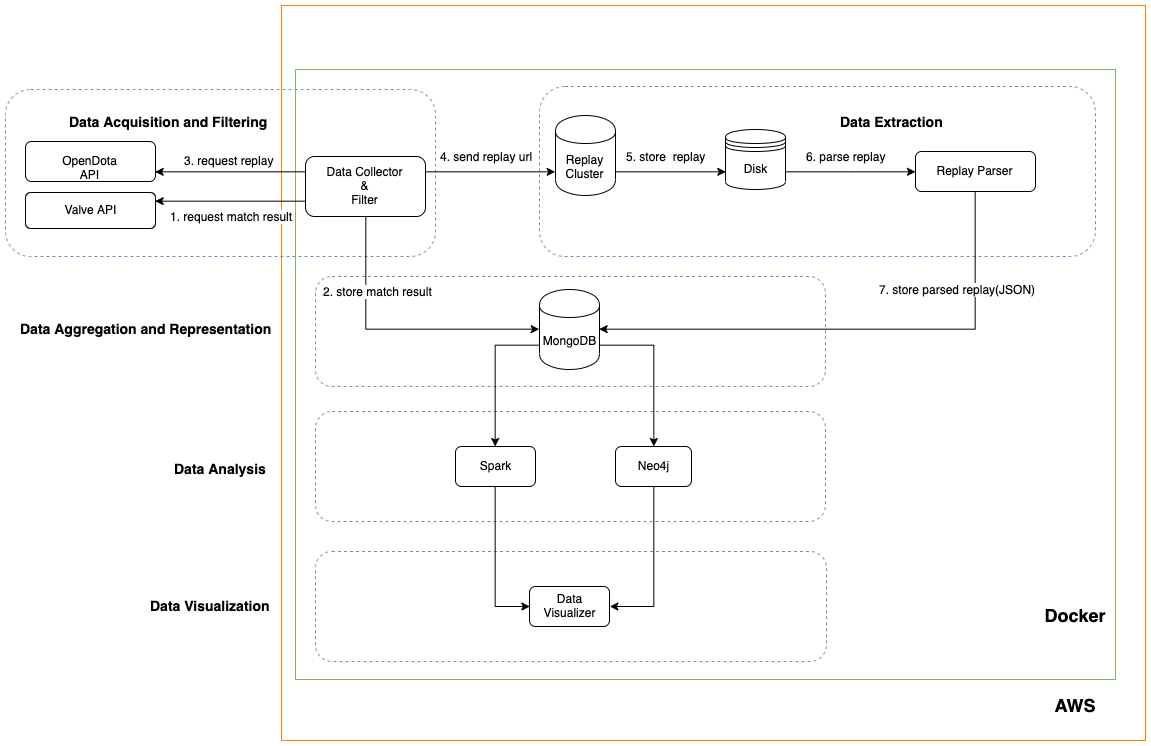 Data Acquisition and Filtering
OpenDota
API
Valve API
3. request replay
1. request match result
Data Collector
&
Filter
4. send replay url
Data Extraction
Replay
Cluster
5. store  replay
Disk
6. parse replay
Replay Parser
2. store match result
7. store parsed replay(JSON)
Data Aggregation and Representation
MongoDB
Data Analysis
Spark
Neo4j
Data Visualization
Data
Visualizer
Docker
AWS